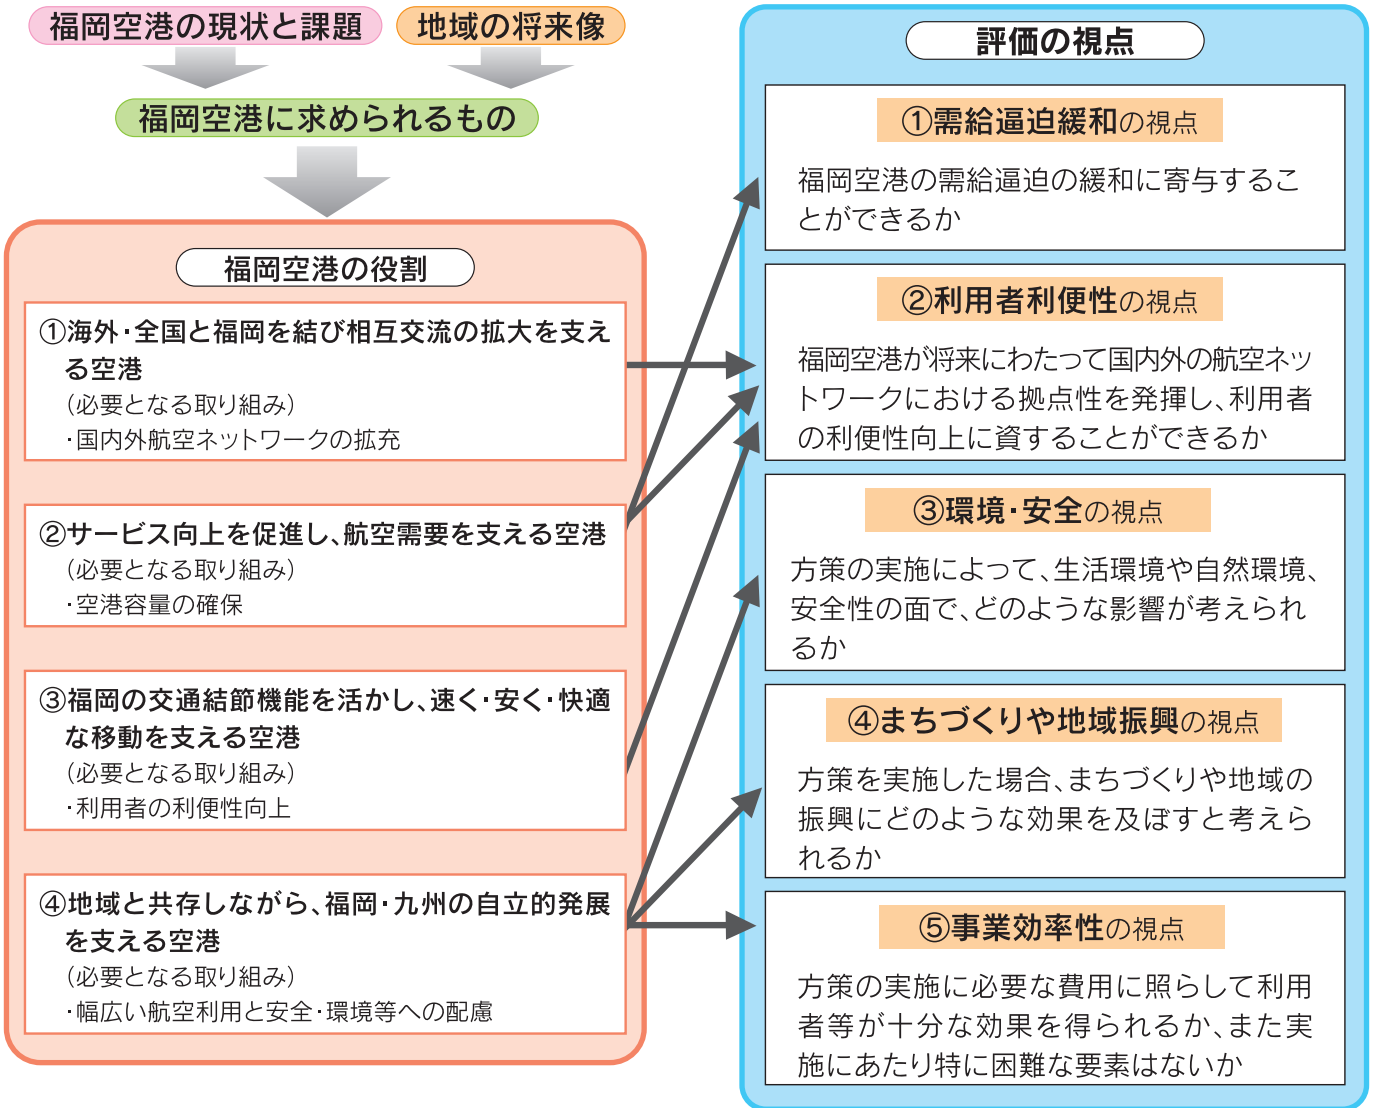 福岡空港の現状と課題
地域の将来像
福岡空港に求められるもの
福岡空港の役割
①海外・全国と福岡を結び相互交流の拡大を支え
る空港
（必要となる取り組み）
・国内外航空ネットワークの拡充
②サービス向上を促進し、航空需要を支える空港
（必要となる取り組み）
・空港容量の確保
③福岡の交通結節機能を活かし、速く・安く・快適
な移動を支える空港
（必要となる取り組み）
・利用者の利便性向上
④地域と共存しながら、福岡・九州の自立的発展
を支える空港
（必要となる取り組み）
・幅広い航空利用と安全・環境等への配慮
評価の視点
①需給逼迫緩和の視点
福岡空港の需給逼迫の緩和に寄与するこ
とができるか
②利用者利便性の視点
福岡空港が将来にわたって国内外の航空ネッ
トワークにおける拠点性を発揮し、利用者
の利便性向上に資することができるか
③環境・安全の視点
方策の実施によって、生活環境や自然環境、
安全性の面で、どのような影響が考えられ
るか
④まちづくりや地域振興の視点
方策を実施した場合、まちづくりや地域の
振興にどのような効果を及ぼすと考えら
れるか
⑤事業効率性の視点
方策の実施に必要な費用に照らして利用
者等が十分な効果を得られるか、また実
施にあたり特に困難な要素はないか